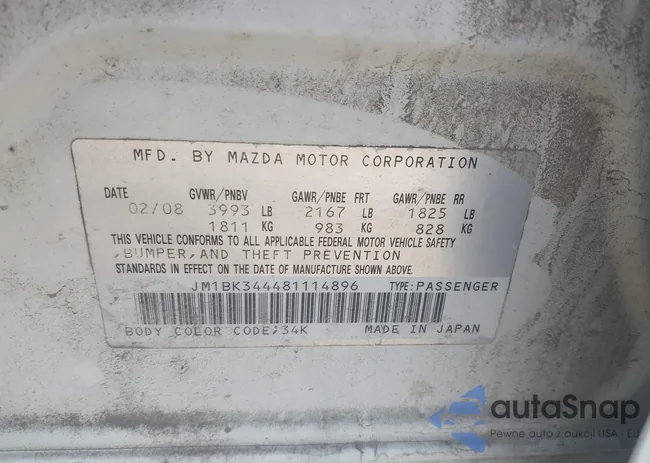 MFD. BY MAZDA MOTOR CORPORATION
DATE GVWR/PNBV GAWR/PNBE FRT GAWR/PNBE RR
02/08 3993 LB 2167 LB 1825 LB
1811 KG 983 KG 828 KG
THIS VEHICLE CONFORMS TO ALL APPLICABLE FEDERAL MOTOR VEHICLE SAFETY
,BUMPER,AND THEFT PREVENTION
STANDARDS IN EFFECT ON THE DATE OF MANUFACTURE SHOWN ABOVE.
JM1BK344481114896 TYPE:PASSENGER
BODY COLOR CODE;34K MADE IN JAPAN
autaSnap
Pewne auto z aukcji USA i EU